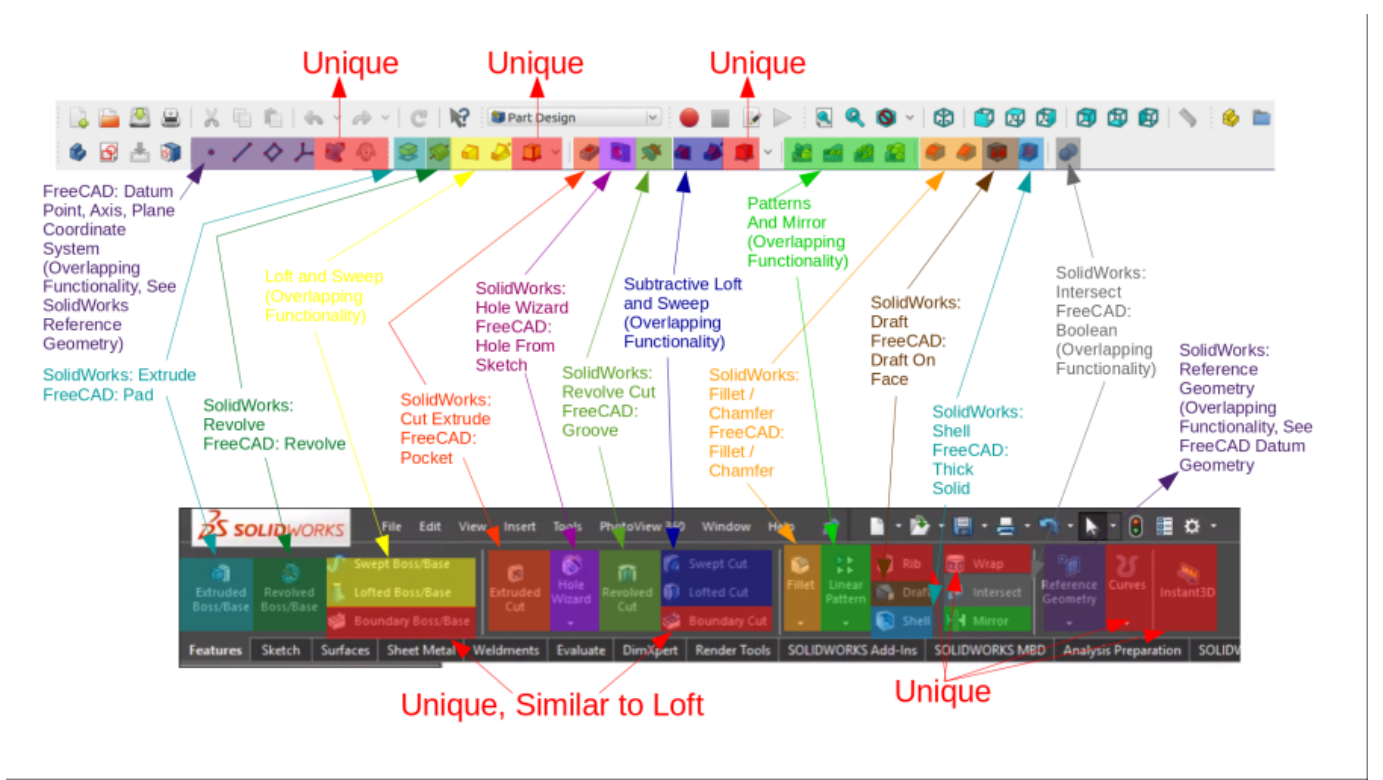 Unique
Unique
Unique
Part Design
FreeCAD: Datum
Point, Axis, Plane
Coordinate
System
(Overlapping
Functionality, See
SolidWorks
Reference
Geometry)
SolidWorks: Extrude
FreeCAD: Pad
SolidWorks:
Revolve
FreeCAD: Revolve
Loft and Sweep
(Overlapping
Functionality)
SolidWorks:
Cut Extrude
FreeCAD:
Pocket
SolidWorks:
Hole Wizard
FreeCAD:
Hole From
Sketch
SolidWorks:
Revolve Cut
FreeCAD:
Groove
Subtractive Loft
and Sweep
(Overlapping
Functionality)
Patterns
And Mirror
(Overlapping
Functionality)
SolidWorks:
Fillet /
Chamfer
FreeCAD:
Fillet /
Chamfer
SolidWorks:
Draft
FreeCAD:
Draft On
Face
SolidWorks:
Shell
FreeCAD:
Thick
Solid
SolidWorks:
Intersect
FreeCAD:
Boolean
(Overlapping
Functionality)
SolidWorks:
Reference
Geometry
(Overlapping
Functionality, See
FreeCAD Datum
Geometry
SOLIDWORKS
File Edit View Insert Tools PhotoView 360 Window Help
Extruded
Boss/Base
Revolved
Boss/Base
Swept Boss/Base
Lofted Boss/Base
Boundary Boss/Base
Extruded
Cut
Hole
Wizard
Revolved
Cut
Swept Cut
Lofted Cut
Boundary Cut
Fillet
Linear
Pattern
Rib
Draft
Shell
Wrap
Intersect
Mirror
Reference
Geometry
Curves
Instant3D
Features Sketch Surfaces Sheet Metal Weldments Evaluate DimXpert Render Tools SOLIDWORKS Add-Ins SOLIDWORKS MBD Analysis Preparation SOLIDW
Unique, Similar to Loft
Unique